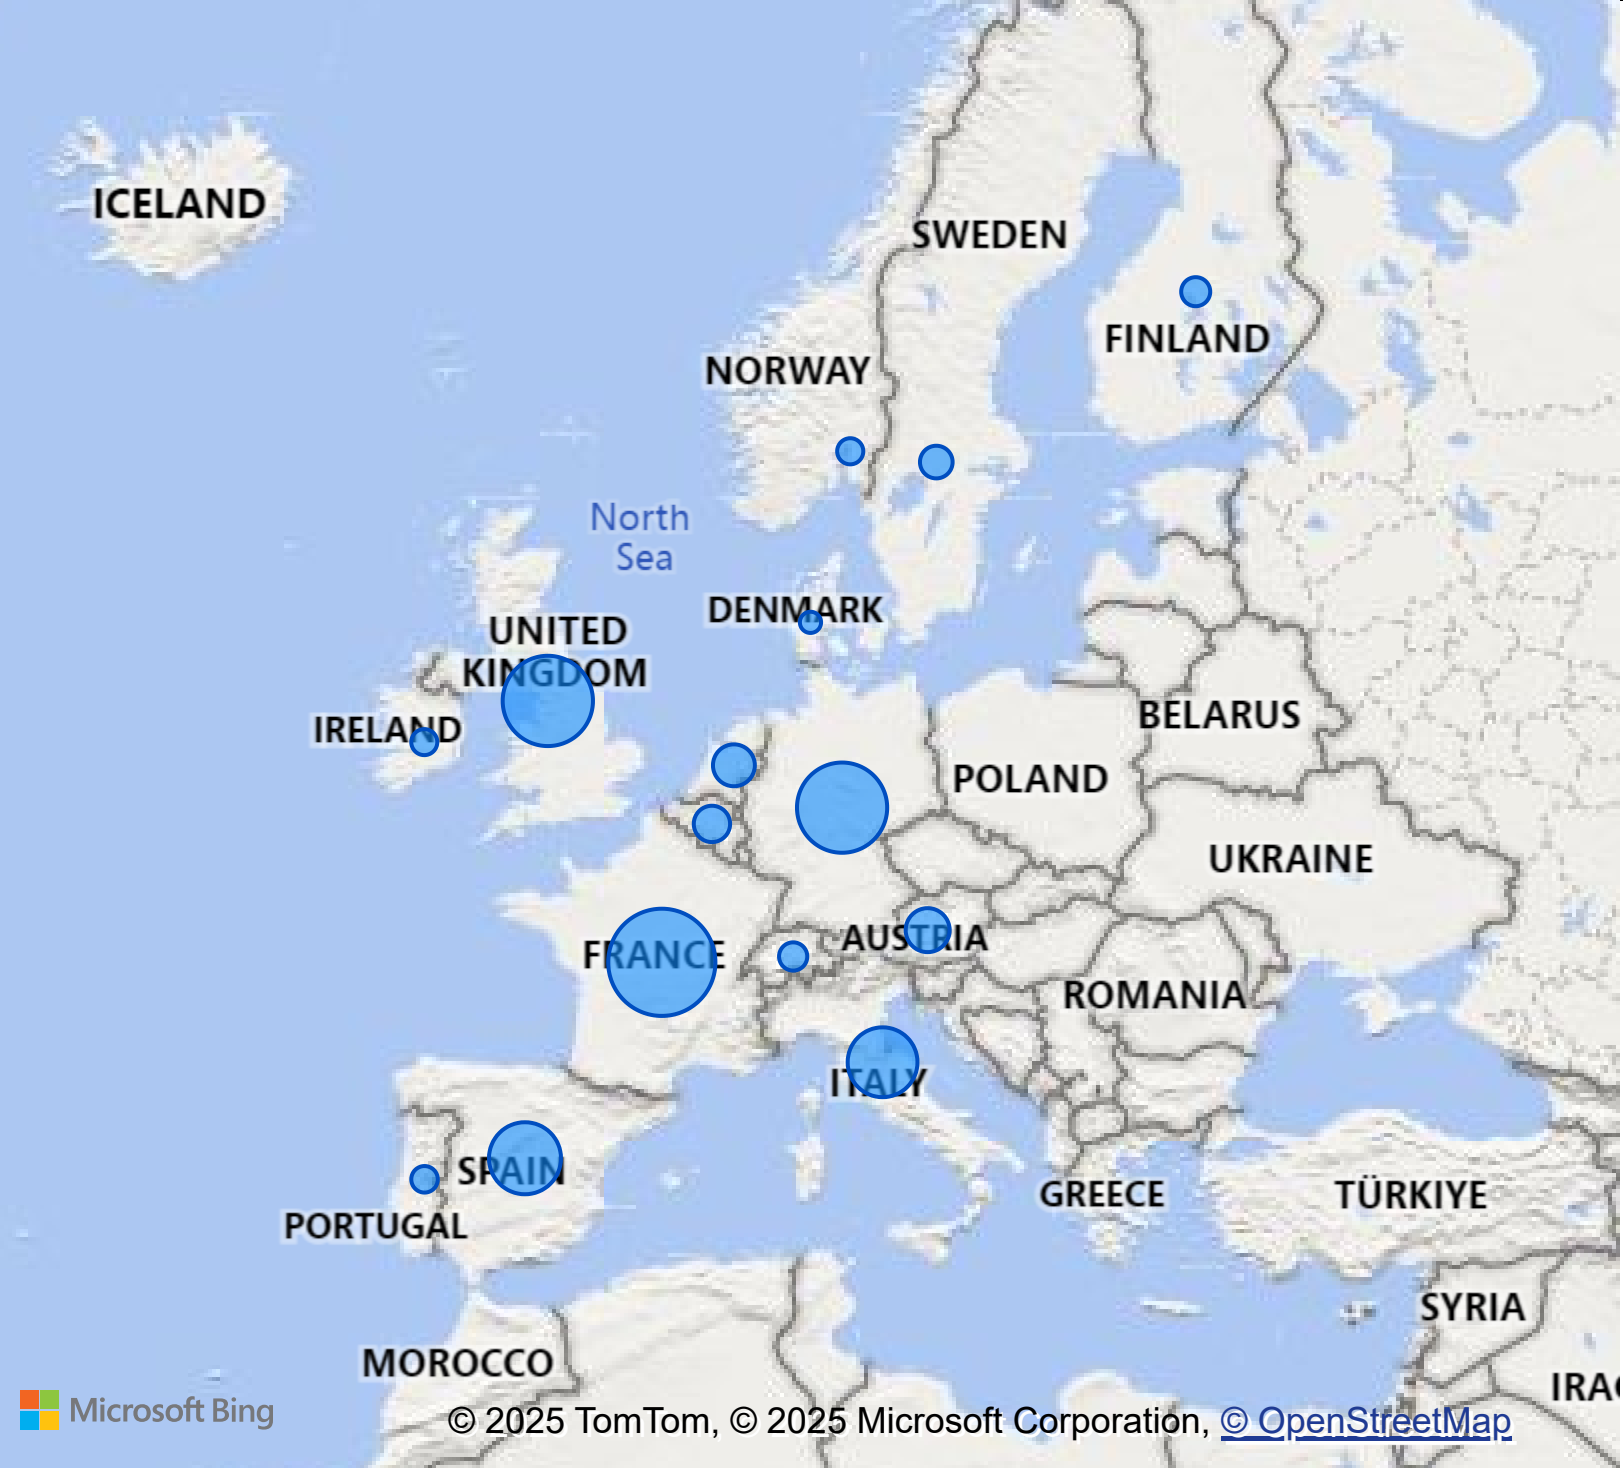 ICELAND
SWEDEN
FINLAND
NORWAY
North
Sea
DENMARK
UNITED
KINGDOM
IRELAND
BELARUS
POLAND
UKRAINE
AUSTRIA
FRANCE
ROMANIA
ITALY
SPAIN
GREECE
TÜRKIYE
PORTUGAL
SYRIA
MOROCCO
IRA
Microsoft Bing
© 2025 TomTom, © 2025 Microsoft Corporation, © OpenStreetMap